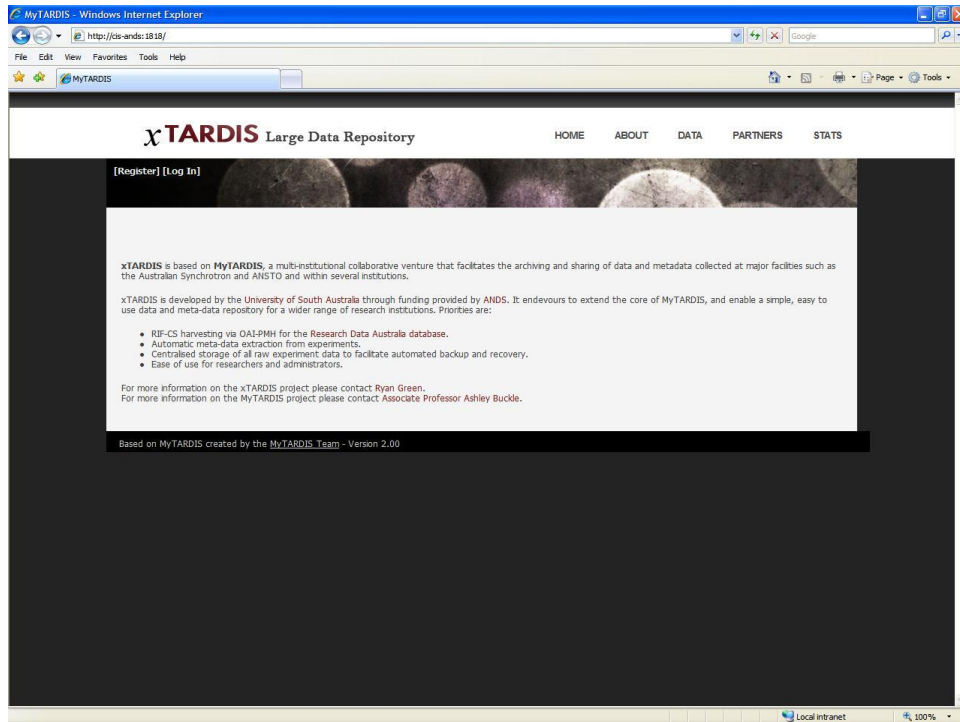 MyTARDIS - Windows Internet Explorer
http://cis-ands:1818/
Google
File Edit View Favorites Tools Help
MyTARDIS
Page Tools
xTARDIS Large Data Repository
HOME ABOUT DATA PARTNERS STATS
[Register] [Log In]
xTARDIS is based on MyTARDIS, a multi-institutional collaborative venture that facilitates the archiving and sharing of data and metadata collected at major facilities such as
the Australian Synchrotron and ANSTO and within several institutions.
xTARDIS is developed by the University of South Australia through funding provided by ANDS. It endevours to extend the core of MyTARDIS, and enable a simple, easy to
use data and meta-data repository for a wider range of research institutions. Priorities are:
• RIF-CS harvesting via OAI-PMH for the Research Data Australia database.
• Automatic meta-data extraction from experiments.
• Centralised storage of all raw experiment data to facilitate automated backup and recovery.
• Ease of use for researchers and administrators.
For more information on the xTARDIS project please contact Ryan Green.
For more information on the MyTARDIS project please contact Associate Professor Ashley Buckle.
Based on MyTARDIS created by the MyTARDIS Team - Version 2.00
Local intranet 100%